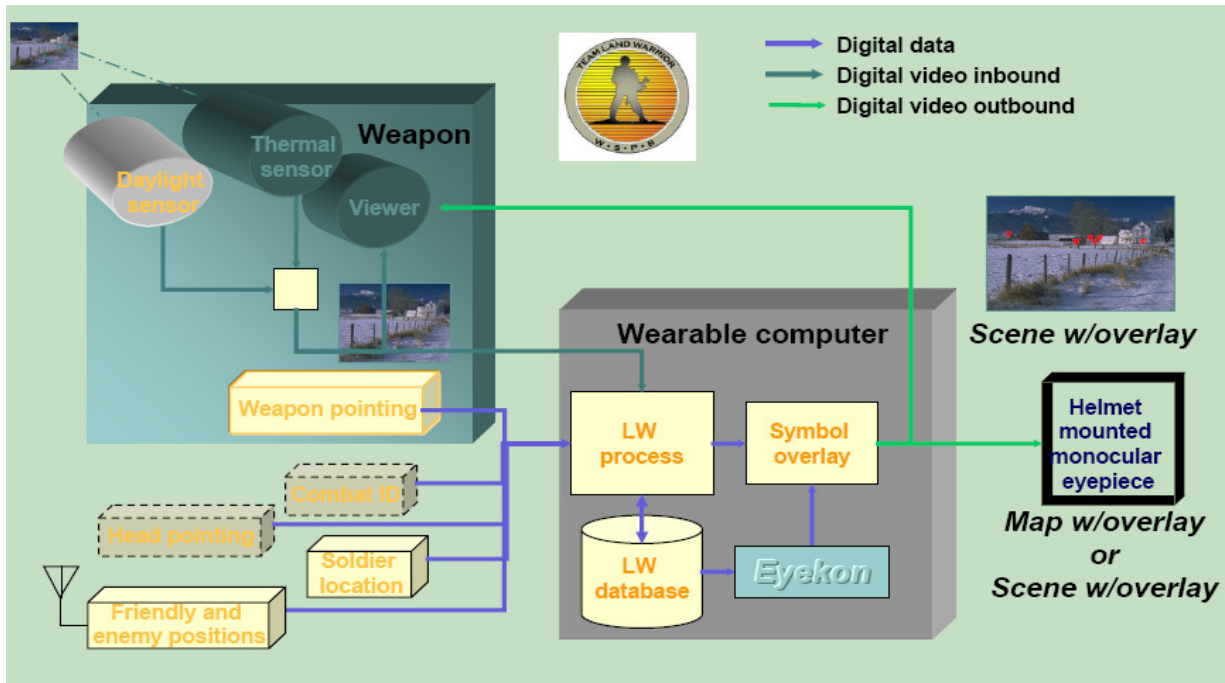 Digital data
Digital video inbound
Digital video outbound
TEAM LAND WARRIOR
W · S · P · B
Weapon
Thermal
sensor
Daylight
sensor
Viewer
Scene w/overlay
Wearable computer
Weapon pointing
LW
process
Symbol
overlay
Helmet
mounted
monocular
eyepiece
Combat ID
Head pointing
Map w/overlay
or
Scene w/overlay
Soldier
location
LW
database
Eyekon
Friendly and
enemy positions